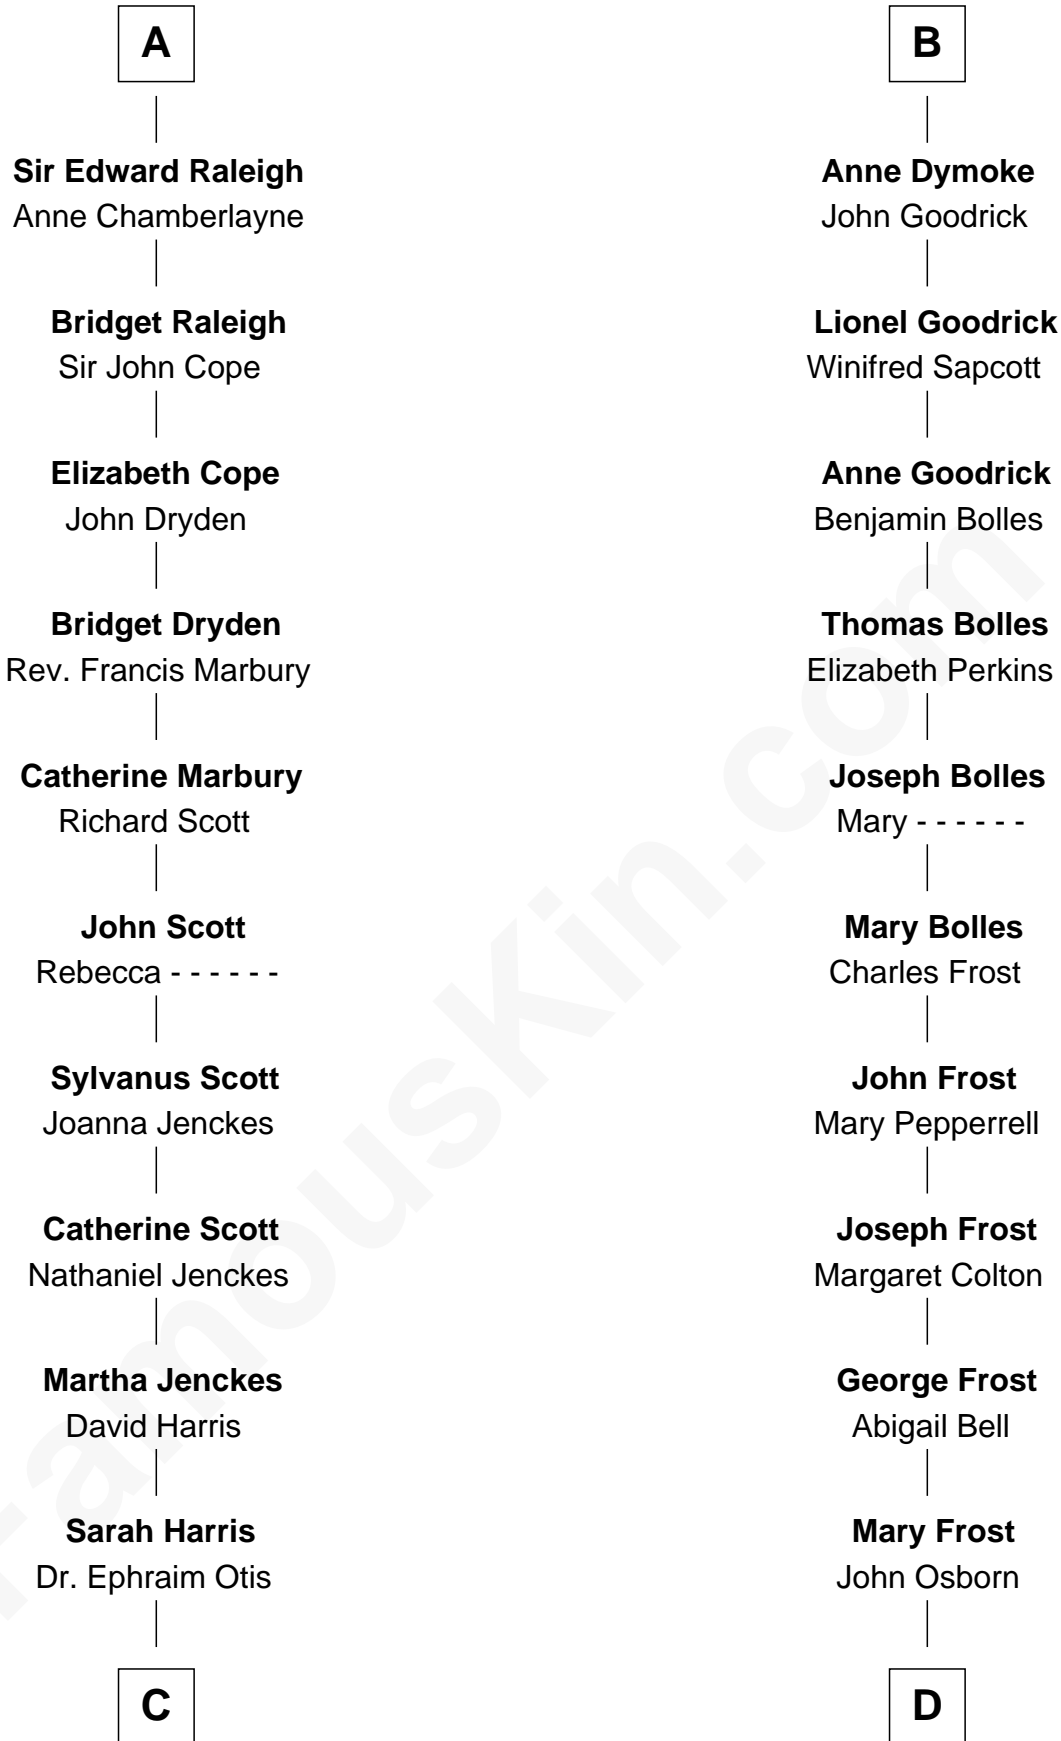 A
Sir Edward Raleigh
Anne Chamberlayne
Bridget Raleigh
Sir John Cope
Elizabeth Cope
John Dryden
Bridget Dryden
Rev. Francis Marbury
Catherine Marbury
Richard Scott
John Scott
Rebecca - - - - - -
Sylvanus Scott
Joanna Jenckes
Catherine Scott
Nathaniel Jenckes
Martha Jenckes
David Harris
Sarah Harris
Dr. Ephraim Otis
C
B
Anne Dymoke
John Goodrick
Lionel Goodrick
Winifred Sapcott
Anne Goodrick
Benjamin Bolles
Thomas Bolles
Elizabeth Perkins
Joseph Bolles
Mary - - - - - -
Mary Bolles
Charles Frost
John Frost
Mary Pepperrell
Joseph Frost
Margaret Colton
George Frost
Abigail Bell
Mary Frost
John Osborn
D
FamousKin.com